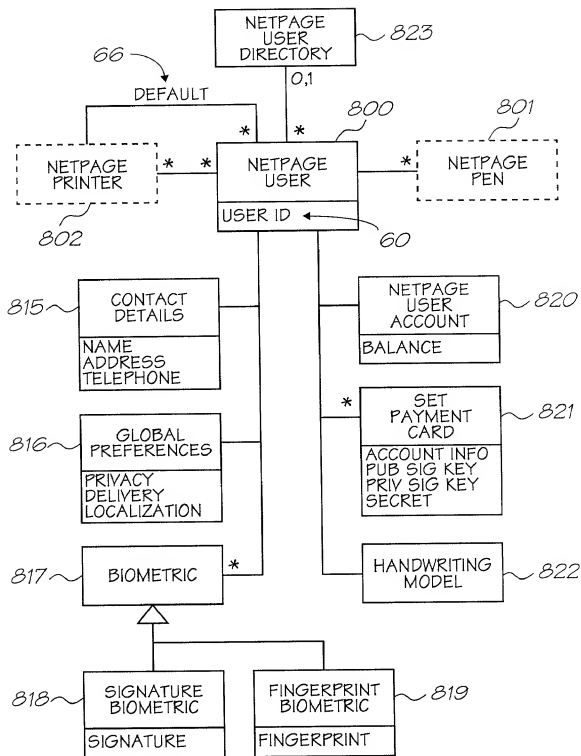 NETPAGE
USER
DIRECTORY
823
66
0,1
DEFAULT
800
801
*
*
NETPAGE
PRINTER
*
*
NETPAGE
USER
*
NETPAGE
PEN
USER ID
802
60
815
CONTACT
DETAILS
NAME
ADDRESS
TELEPHONE
NETPAGE
USER
ACCOUNT
820
BALANCE
816
GLOBAL
PREFERENCES
PRIVACY
DELIVERY
LOCALIZATION
*
SET
PAYMENT
CARD
821
ACCOUNT INFO
PUB SIG KEY
PRIV SIG KEY
SECRET
817
BIOMETRIC
*
HANDWRITING
MODEL
822
818
SIGNATURE
BIOMETRIC
SIGNATURE
FINGERPRINT
BIOMETRIC
819
FINGERPRINT